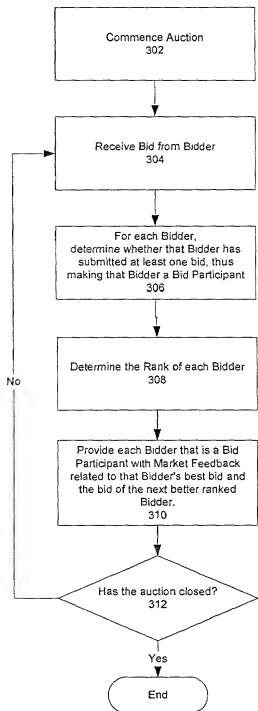 Commence Auction
302
Receive Bid from Bidder
304
For each Bidder,
determine whether that Bidder has
submitted at least one bid, thus
making that Bidder a Bid Participant
306
Determine the Rank of each Bidder
308
Provide each Bidder that is a Bid
Participant with Market Feedback
related to that Bidder's best bid and
the bid of the next better ranked
Bidder.
310
No
Has the auction closed?
312
Yes
End